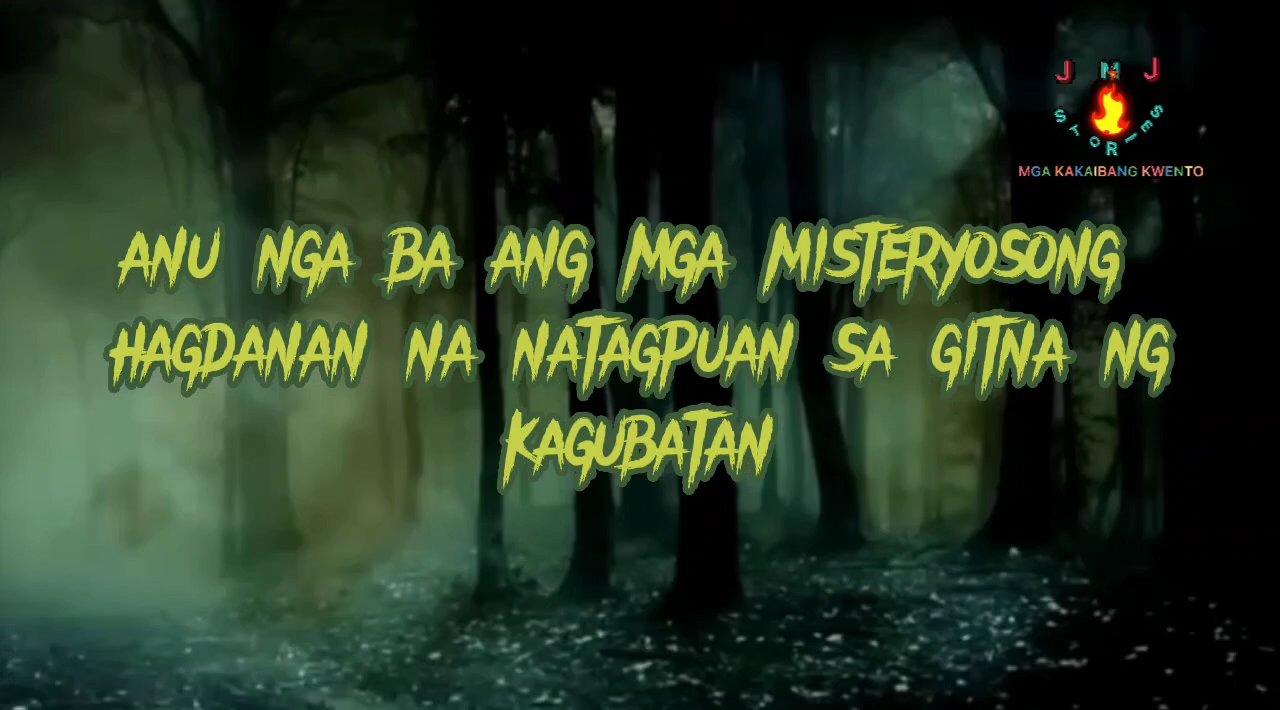 J M J
STORIES
MGA KAKAIBANG KWENTO
ANU NGA BA ANG MGA MISTERYOSONG
HAGDANAN NA NATAGPUAN SA GITNA NG
KAGUBATAN